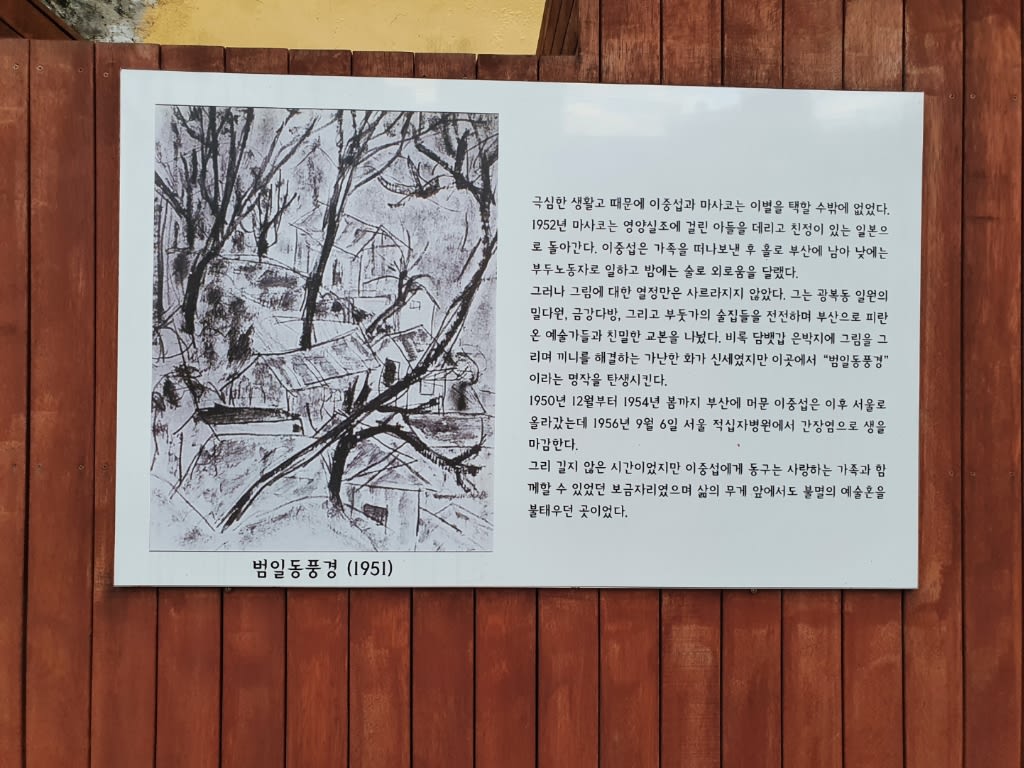 극심한 생활고 때문에 이중섭과 마사코는 이별을 택할 수밖에 없었다.
1952년 마사코는 영양실조에 걸린 아들을 데리고 친정이 있는 일본으
로 돌아간다. 이중섭은 가족을 떠나보낸 후 홀로 부산에 남아 낮에는
부두노동자로 일하고 밤에는 술로 외로움을 달랬다.
그러나 그림에 대한 열정만은 사르라지지 않았다. 그는 광복동 일원의
밀다원, 금강다방, 그리고 부둣가의 술집들을 전전하며 부산으로 피란
온 예술가들과 친밀한 교본을 나눴다. 비록 담뱃갑 은박지에 그림을 그
리며 끼니를 해결하는 가난한 화가 신세였지만 이곳에서 “범일동풍경”
이라는 명작을 탄생시킨다.
1950년 12월부터 1954년 봄까지 부산에 머문 이중섭은 이후 서울로
올라갔는데 1956년 9월 6일 서울 적십자병원에서 간장염으로 생을
마감한다.
그리 길지 않은 시간이었지만 이중섭에게 동구는 사랑하는 가족과 함
께할 수 있었던 보금자리였으며 삶의 무게 앞에서도 불멸의 예술혼을
불태우던 곳이었다.
범일동풍경 (1951)